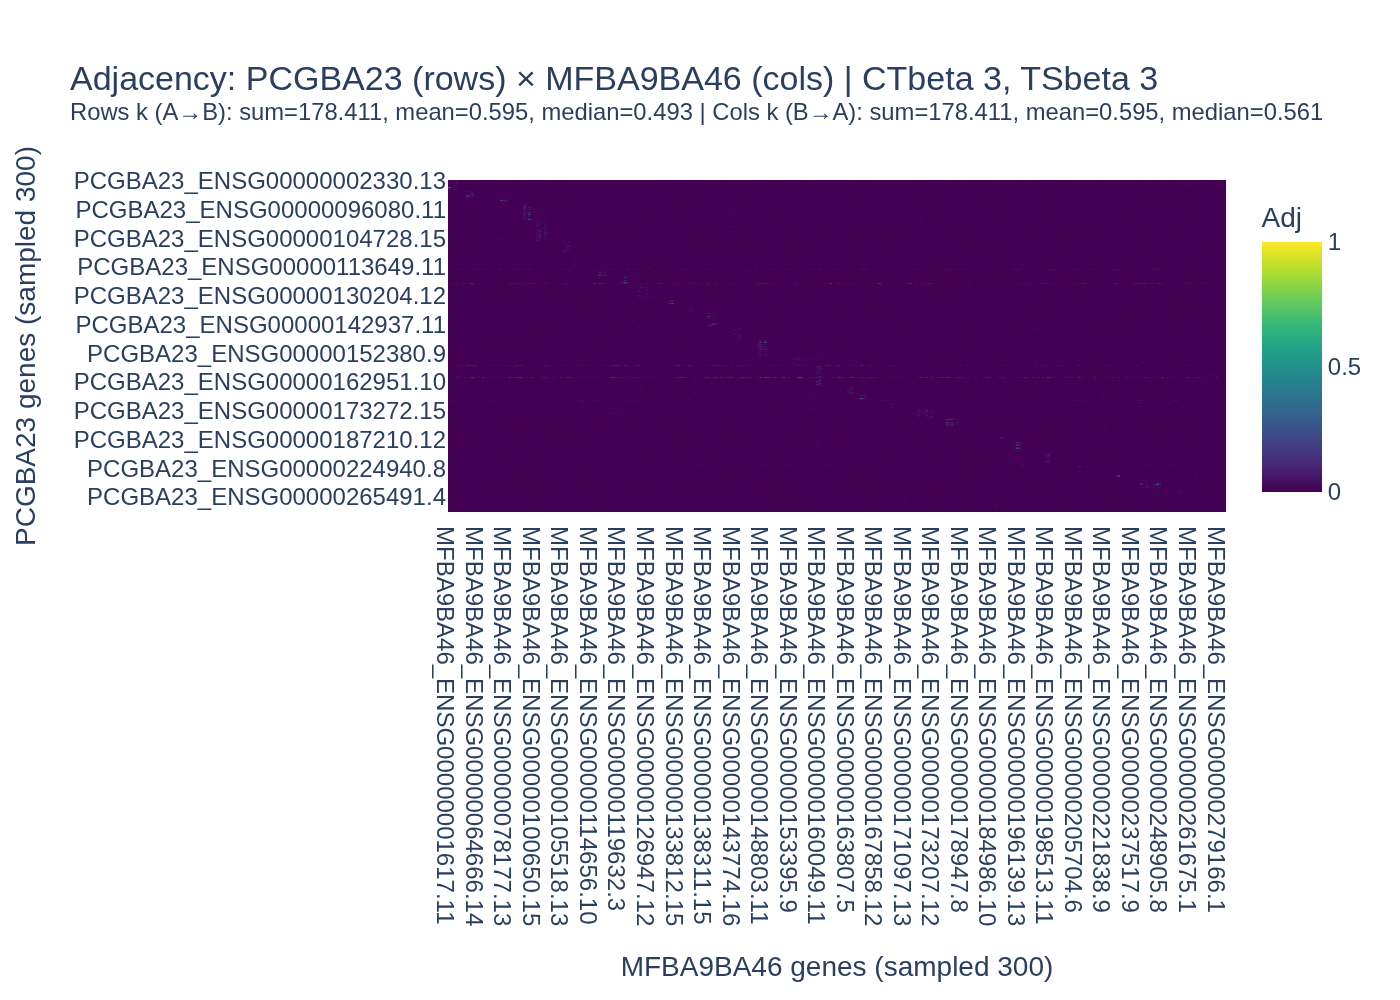 Adjacency: PCGBA23 (rows) × MFBA9BA46 (cols) | CTbeta 3, TSbeta 3
Rows k (A→B): sum=178.411, mean=0.595, median=0.493 | Cols k (B→A): sum=178.411, mean=0.595, median=0.561
PCGBA23 genes (sampled 300)
PCGBA23_ENSG00000002330.13
PCGBA23_ENSG00000096080.11
PCGBA23_ENSG00000104728.15
PCGBA23_ENSG00000113649.11
PCGBA23_ENSG00000130204.12
PCGBA23_ENSG00000142937.11
PCGBA23_ENSG00000152380.9
PCGBA23_ENSG00000162951.10
PCGBA23_ENSG00000173272.15
PCGBA23_ENSG00000187210.12
PCGBA23_ENSG00000224940.8
PCGBA23_ENSG00000265491.4
Adj
1
0.5
0
MFBA9BA46_ENSG00000001617.11
MFBA9BA46_ENSG00000064666.14
MFBA9BA46_ENSG00000078177.13
MFBA9BA46_ENSG00000100650.15
MFBA9BA46_ENSG00000105518.13
MFBA9BA46_ENSG00000114656.10
MFBA9BA46_ENSG00000119632.3
MFBA9BA46_ENSG00000126947.12
MFBA9BA46_ENSG00000133812.15
MFBA9BA46_ENSG00000138311.15
MFBA9BA46_ENSG00000143774.16
MFBA9BA46_ENSG00000148803.11
MFBA9BA46_ENSG00000153395.9
MFBA9BA46_ENSG00000160049.11
MFBA9BA46_ENSG00000163807.5
MFBA9BA46_ENSG00000167858.12
MFBA9BA46_ENSG00000171097.13
MFBA9BA46_ENSG00000173207.12
MFBA9BA46_ENSG00000178947.8
MFBA9BA46_ENSG00000184986.10
MFBA9BA46_ENSG00000196139.13
MFBA9BA46_ENSG00000198513.11
MFBA9BA46_ENSG00000205704.6
MFBA9BA46_ENSG00000221838.9
MFBA9BA46_ENSG00000237517.9
MFBA9BA46_ENSG00000248905.8
MFBA9BA46_ENSG00000261675.1
MFBA9BA46_ENSG00000279166.1
MFBA9BA46 genes (sampled 300)